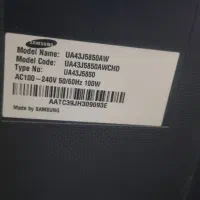 SAMSUNG
Model Name: UA43J5850AW
Model Code: UA43J5850AWCHD
Type No: UA43J5850
AC100-240V 50/60Hz 100W
AATC39JH309093E
Made by SAMSUNG